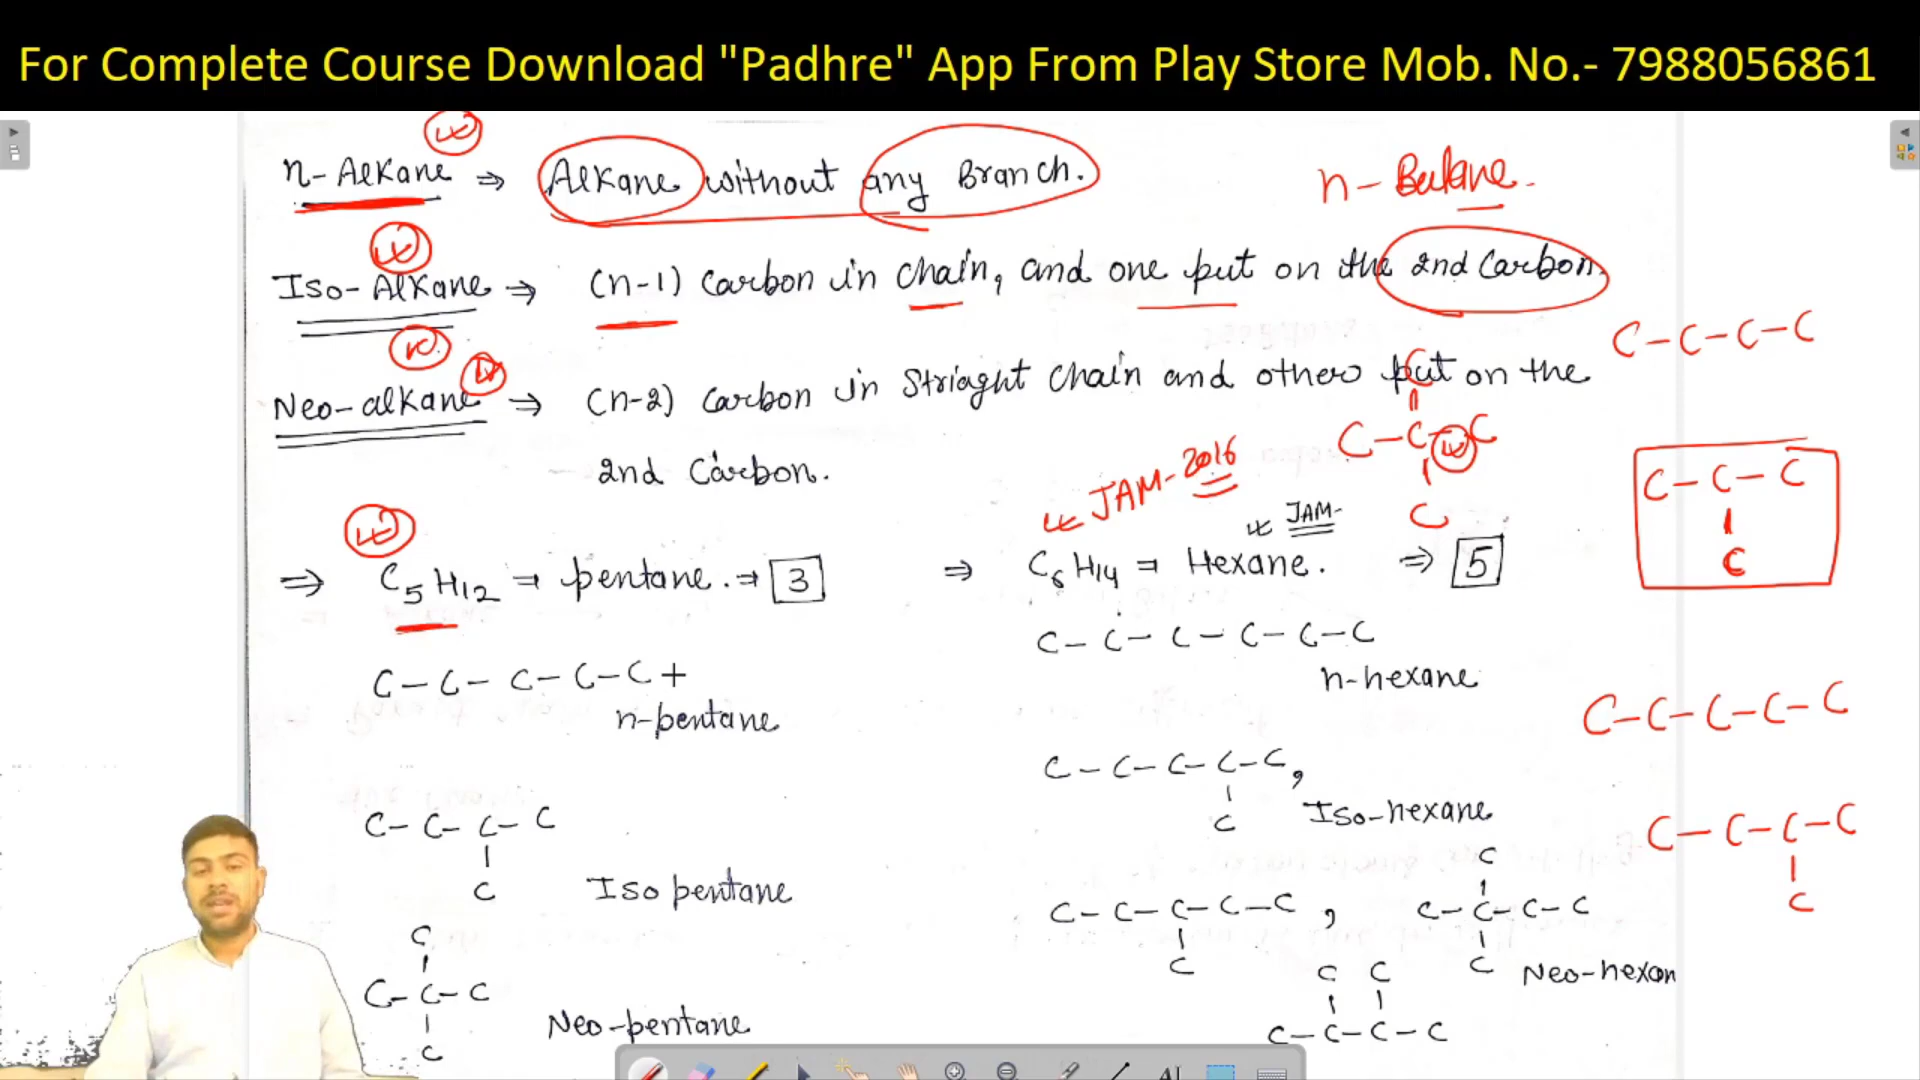 For Complete Course Download "Padhre" App From Play Store Mob. No.- 7988056861
n-Alkane ⇒ Alkane without any Branch.
n-Butane.
Iso-Alkane ⇒ (n-1) Carbon in chain, and one put on the 2nd Carbon.
C-C-C-C
Neo-alkane ⇒ (n-2) Carbon in Striaght chain and other put on the
2nd Carbon.
C
C-C-C
C
C-C-C
C
JAM-2016
JAM-
⇒ C5H12 → pentane. → 3
⇒ C6H14 = Hexane. ⇒ 5
C-C-C-C-C+
n-pentane
C-C-C-C-C-C
n-hexane
C-C-C-C-C
C-C-C-C
C
Iso pentane
C-C-C-C-C,
C
Iso-hexane
C-C-C-C
C
C
C-C-C
C
Neo-pentane
C-C-C-C-C,
C
C
C-C-C-C
C
Neo-hexan
C C
C-C-C-C